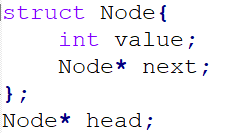 struct Node{
    int value;
    Node* next;
};
Node* head;